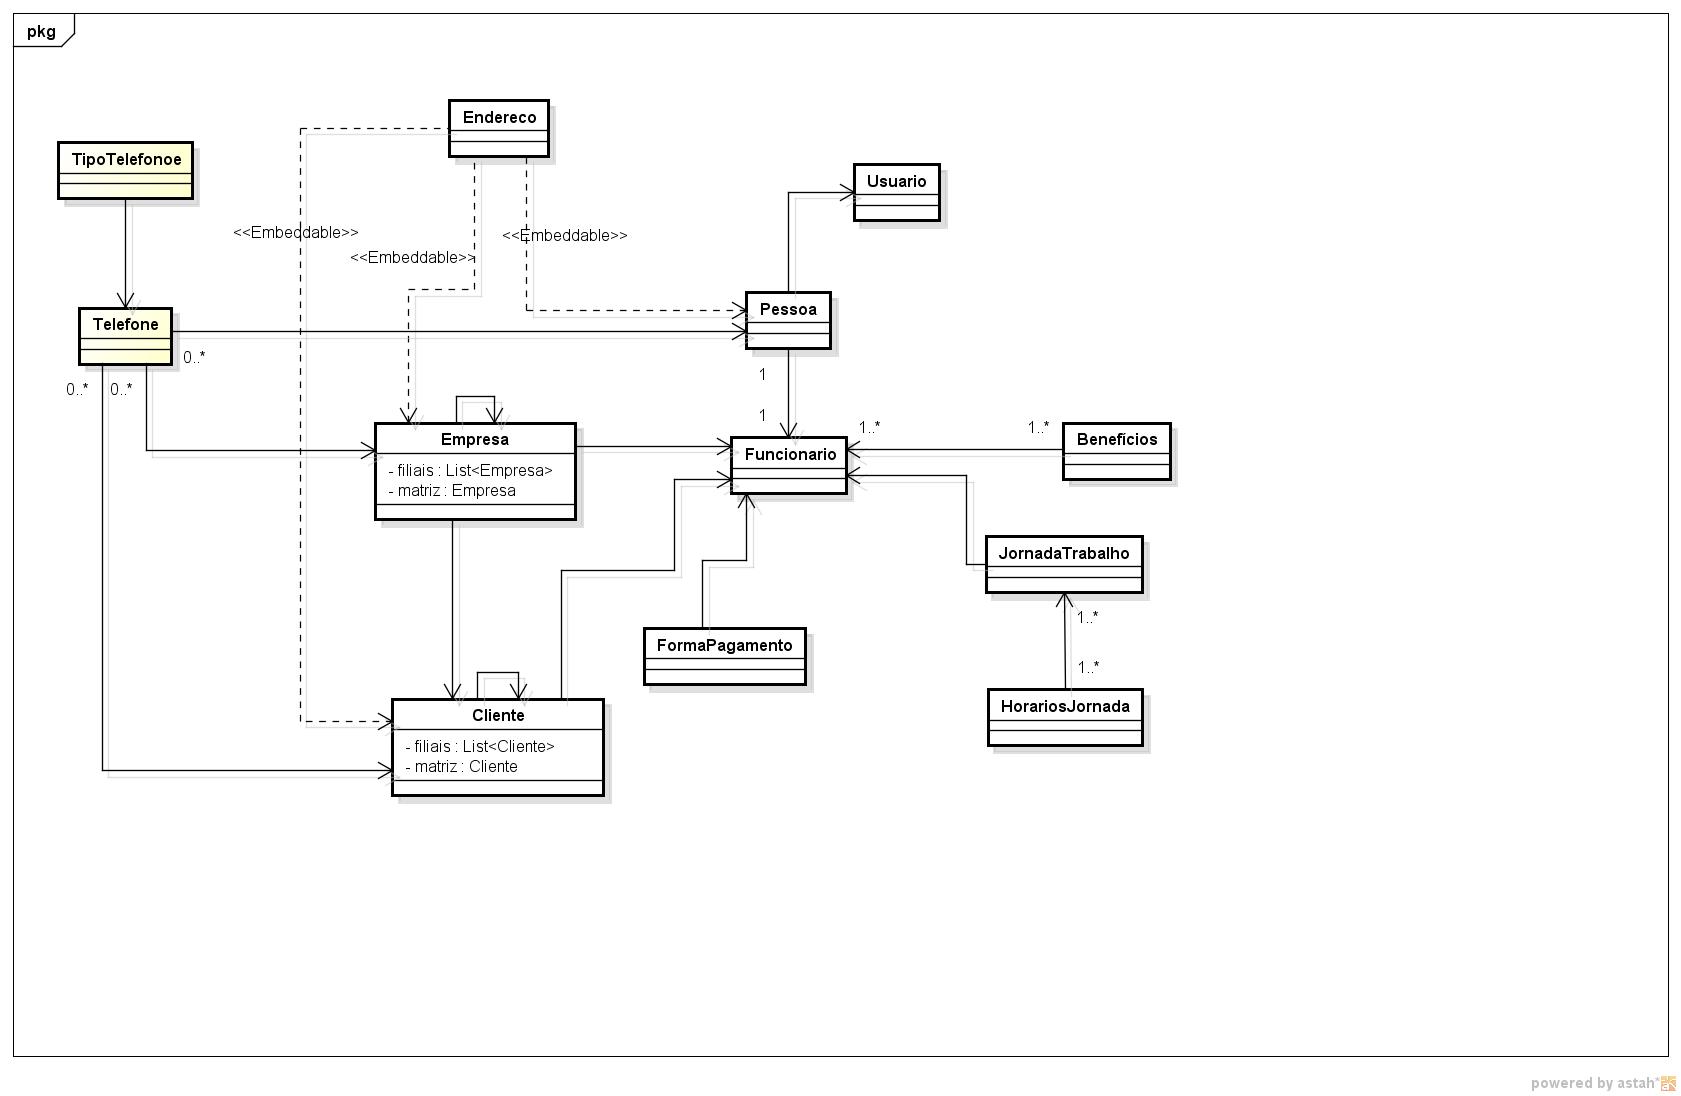 pkg
Endereco
TipoTelefonoe
Usuario
<<Embeddable>>
<<Embeddable>>
<<Embeddable>>
Pessoa
Telefone
0..*
0..*
0..*
1
1
Empresa
- filiais : List<Empresa>
- matriz : Empresa
Funcionario
1..*
1..*
Benefícios
JornadaTrabalho
1..*
1..*
FormaPagamento
HorariosJornada
Cliente
- filiais : List<Cliente>
- matriz : Cliente
powered by astah*